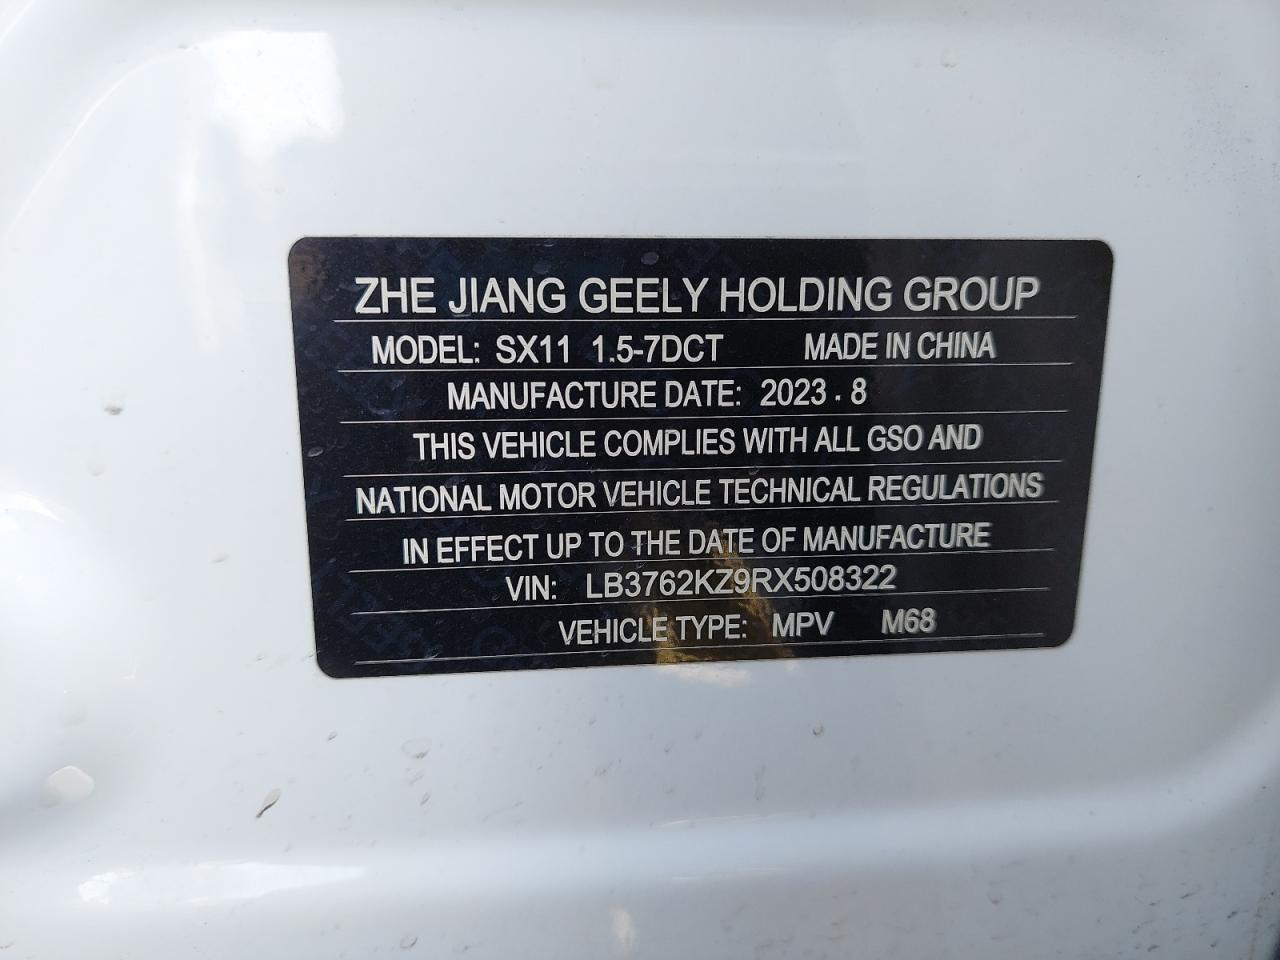 ZHE JIANG GEELY HOLDING GROUP
MODEL: SX11 1.5-7DCT MADE IN CHINA
MANUFACTURE DATE: 2023.8
THIS VEHICLE COMPLIES WITH ALL GSO AND
NATIONAL MOTOR VEHICLE TECHNICAL REGULATIONS
IN EFFECT UP TO THE DATE OF MANUFACTURE
VIN: LB3762KZ9RX508322
VEHICLE TYPE: MPV M68